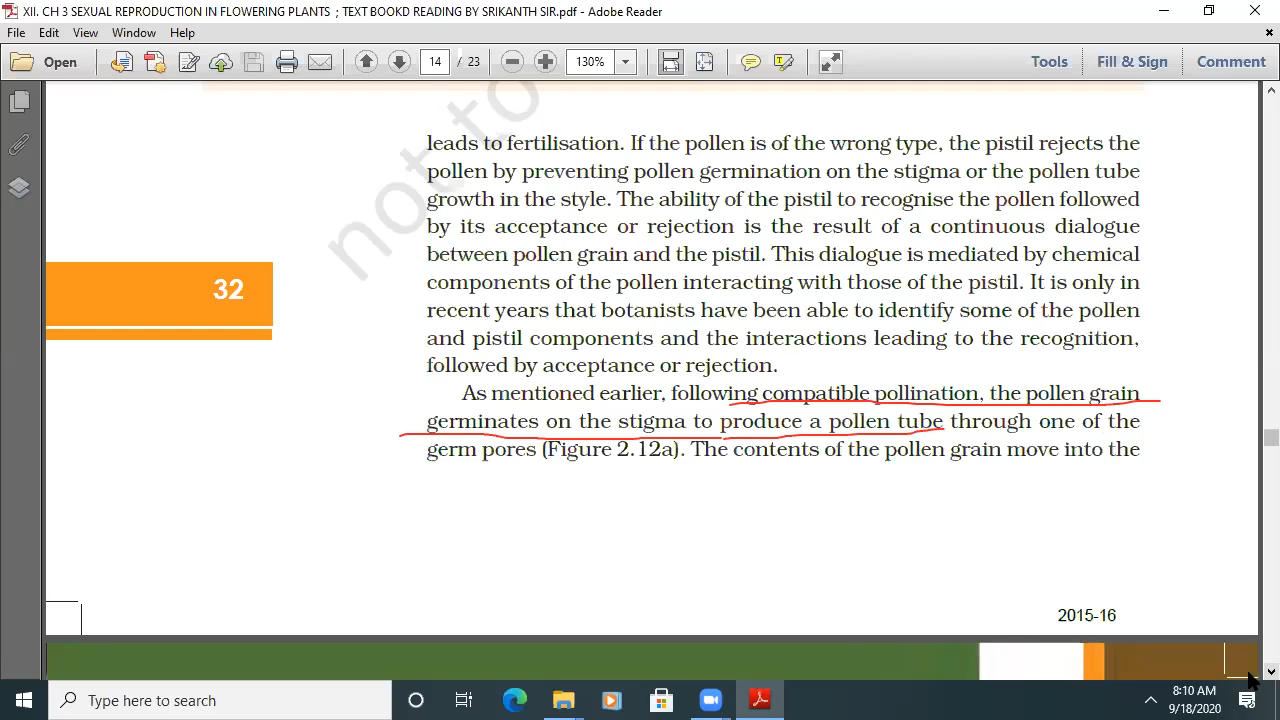 XII. CH 3 SEXUAL REPRODUCTION IN FLOWERING PLANTS ; TEXT BOOKD READING BY SRIKANTH SIR.pdf - Adobe Reader
File Edit View Window Help
Open 14 / 23 130% Tools Fill & Sign Comment
not to
leads to fertilisation. If the pollen is of the wrong type, the pistil rejects the
pollen by preventing pollen germination on the stigma or the pollen tube
growth in the style. The ability of the pistil to recognise the pollen followed
by its acceptance or rejection is the result of a continuous dialogue
between pollen grain and the pistil. This dialogue is mediated by chemical
components of the pollen interacting with those of the pistil. It is only in
recent years that botanists have been able to identify some of the pollen
and pistil components and the interactions leading to the recognition,
followed by acceptance or rejection.
32
As mentioned earlier, following compatible pollination, the pollen grain
germinates on the stigma to produce a pollen tube through one of the
germ pores (Figure 2.12a). The contents of the pollen grain move into the
2015-16
Type here to search
8:10 AM
9/18/2020